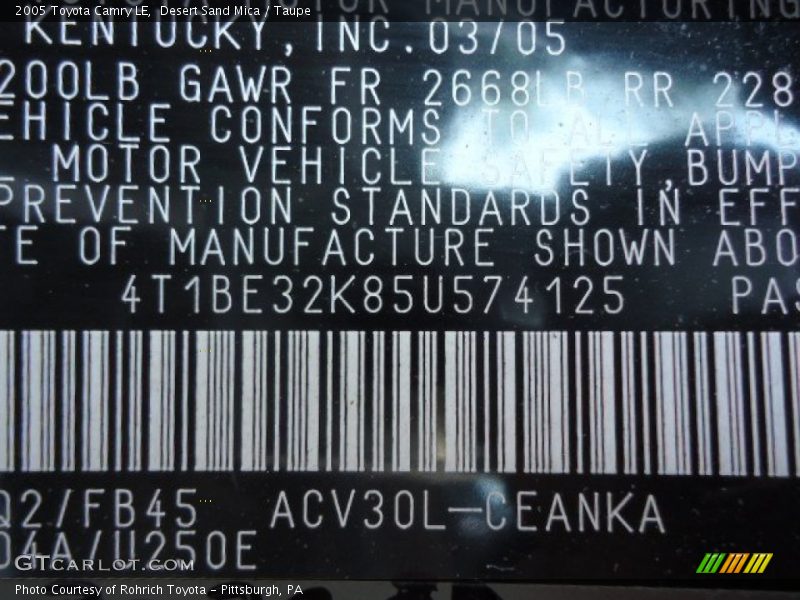 2005 Toyota Camry LE,  Desert Sand Mica / Taupe
OR MANUFACTURING
KENTUCKY, INC. 03/05
200LB GAWR FR 2668LB RR 228
EHICLE CONFORMS TO ALL APPL
L MOTOR VEHICLE SAFETY, BUMP
PREVENTION STANDARDS IN EFF
TE OF MANUFACTURE SHOWN ABO
4T1BE32K85U574125 PAS
Q2/FB45 ACV30L-CEANKA
04A/U250E
GTCARLOT.COM
Photo Courtesy of Rohrich Toyota - Pittsburgh, PA